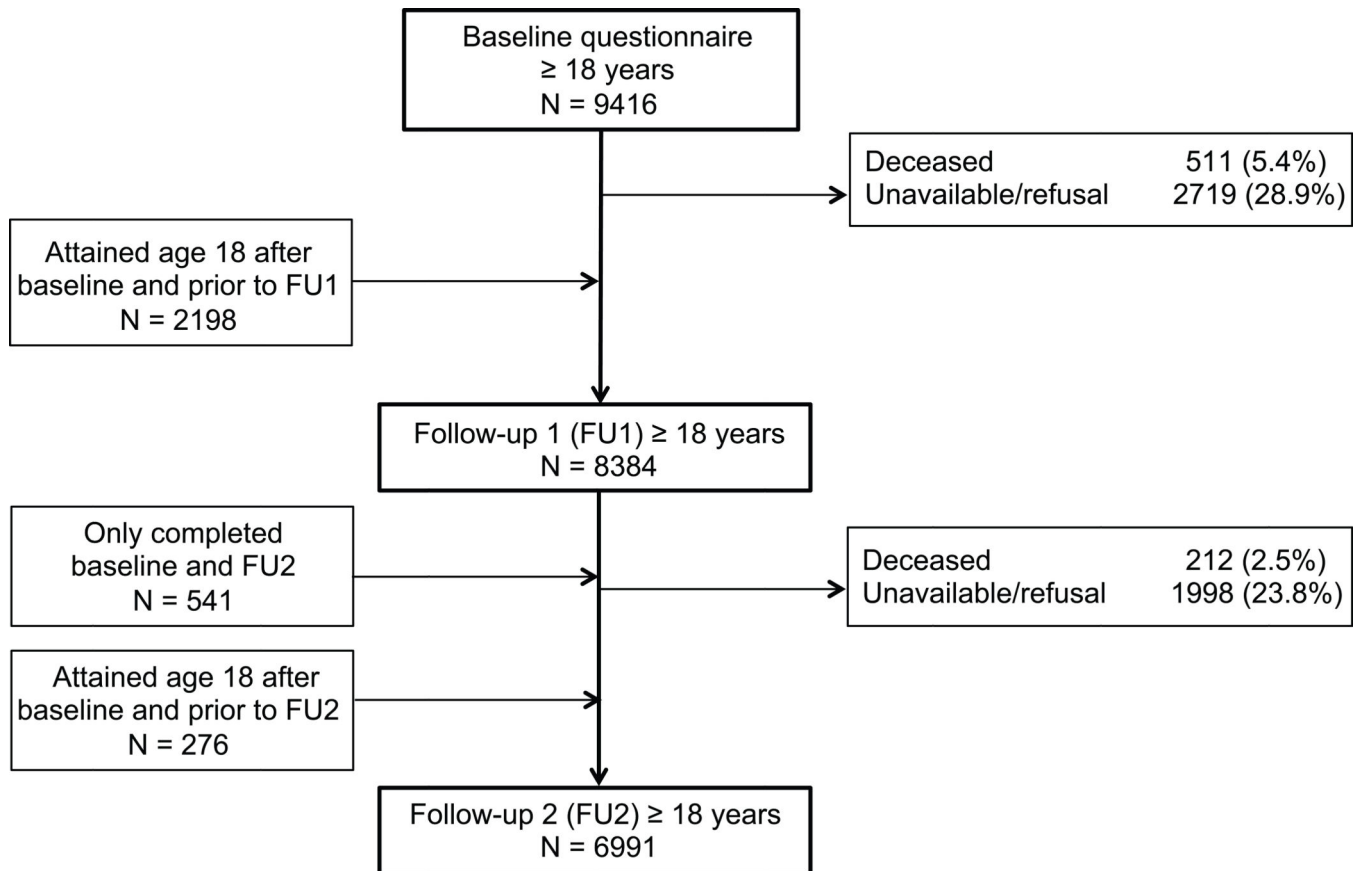 Baseline questionnaire
≥ 18 years
N = 9416
Deceased 511 (5.4%)
Unavailable/refusal 2719 (28.9%)
Attained age 18 after
baseline and prior to FU1
N = 2198
Follow-up 1 (FU1) ≥ 18 years
N = 8384
Only completed
baseline and FU2
N = 541
Deceased 212 (2.5%)
Unavailable/refusal 1998 (23.8%)
Attained age 18 after
baseline and prior to FU2
N = 276
Follow-up 2 (FU2) ≥ 18 years
N = 6991